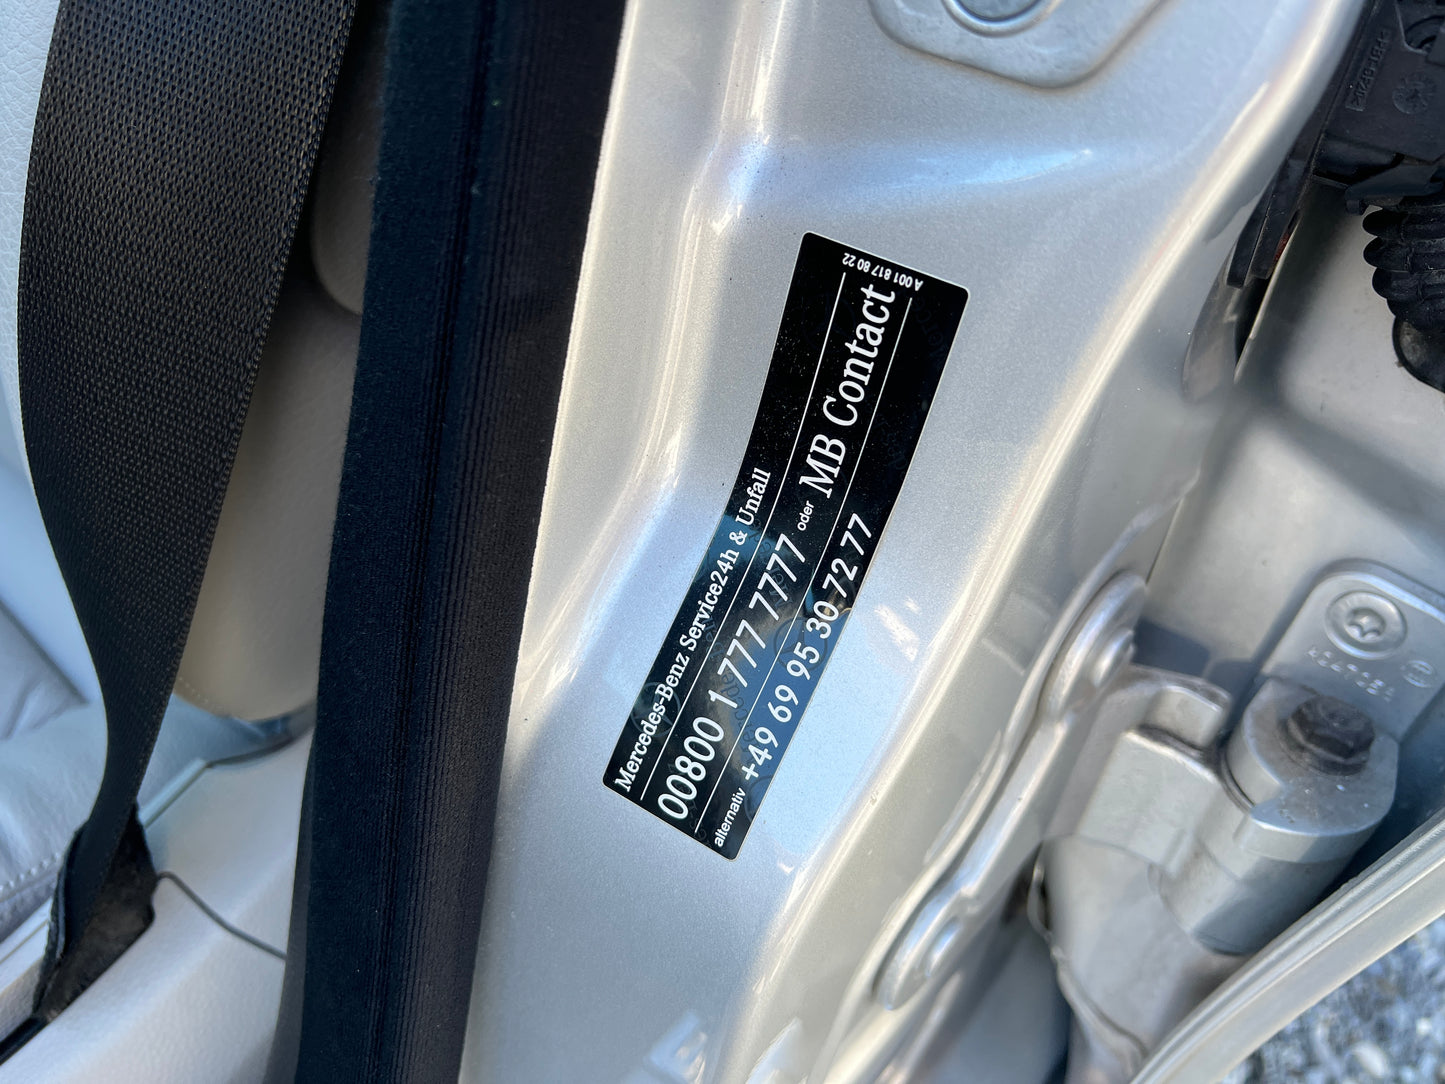 A 001 817 80 22
Mercedes-Benz Service24h & Unfall
00800 1 777 7777 oder MB Contact
alternativ +49 69 95 30 72 77